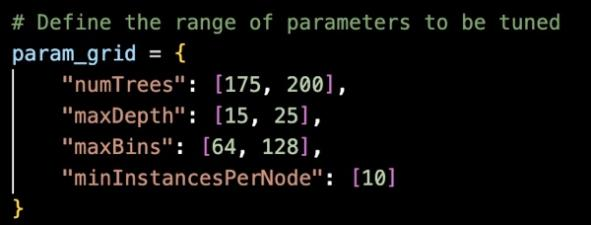 # Define the range of parameters to be tuned
param_grid = {
    "numTrees": [175, 200],
    "maxDepth": [15, 25],
    "maxBins": [64, 128],
    "minInstancesPerNode": [10]
}